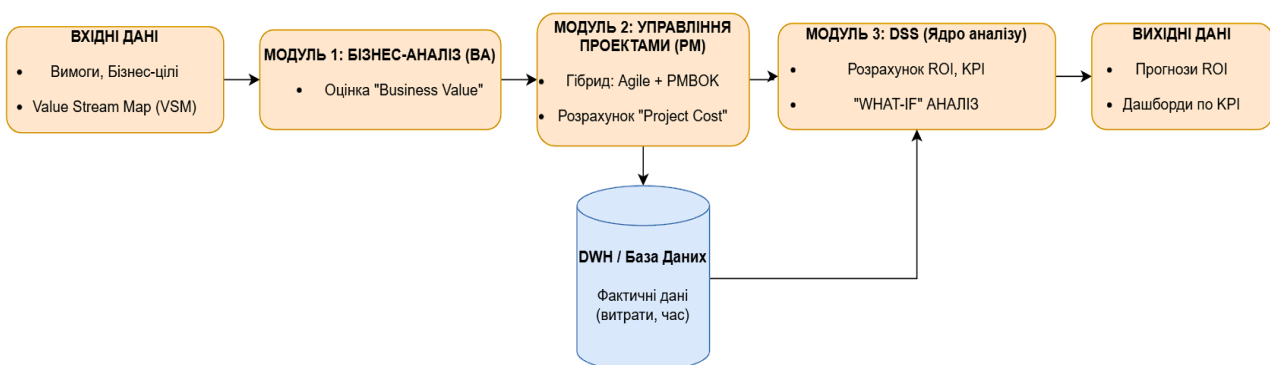 ВХІДНІ ДАНІ
Вимоги, Бізнес-цілі
Value Stream Map (VSM)
МОДУЛЬ 1: БІЗНЕС-АНАЛІЗ (BA)
Оцінка "Business Value"
МОДУЛЬ 2: УПРАВЛІННЯ
ПРОЕКТАМИ (PM)
Гібрид: Agile + PMBOK
Розрахунок "Project Cost"
МОДУЛЬ 3: DSS (Ядро аналізу)
Розрахунок ROI, KPI
"WHAT-IF" АНАЛІЗ
ВИХІДНІ ДАНІ
Прогнози ROI
Дашборди по KPI
DWH / База Даних
Фактичні дані
(витрати, час)